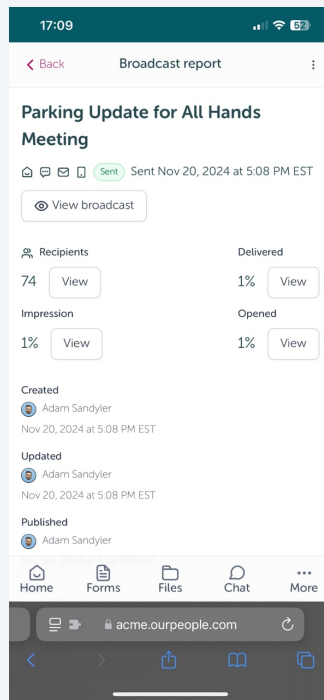 17:09
52
Back
Broadcast report
Parking Update for All Hands
Meeting
Sent
Sent Nov 20, 2024 at 5:08 PM EST
View broadcast
Recipients
Delivered
74
View
1%
View
Impression
Opened
1%
View
1%
View
Created
Adam Sandyler
Nov 20, 2024 at 5:08 PM EST
Updated
Adam Sandyler
Nov 20, 2024 at 5:08 PM EST
Published
Adam Sandyler
Home
Forms
Files
Chat
More
acme.ourpeople.com